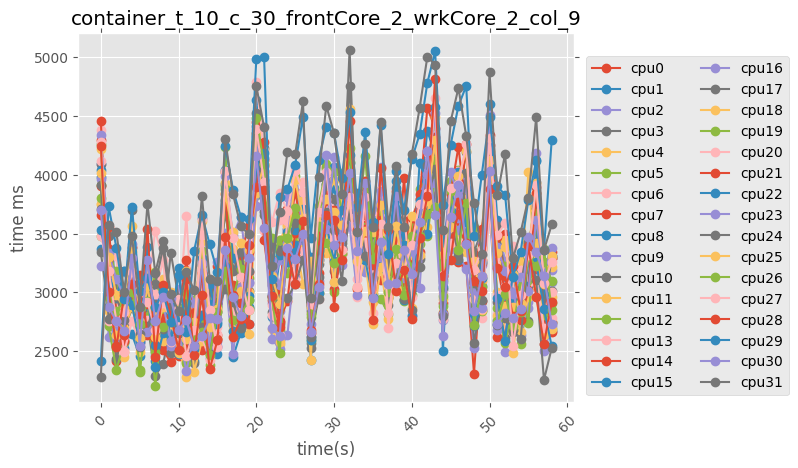 container_t_10_c_30_frontCore_2_wrkCore_2_col_9
time ms
5000
4500
4000
3500
3000
2500
0
10
20
30
40
50
60
time(s)
cpu0
cpu1
cpu2
cpu3
cpu4
cpu5
cpu6
cpu7
cpu8
cpu9
cpu10
cpu11
cpu12
cpu13
cpu14
cpu15
cpu16
cpu17
cpu18
cpu19
cpu20
cpu21
cpu22
cpu23
cpu24
cpu25
cpu26
cpu27
cpu28
cpu29
cpu30
cpu31